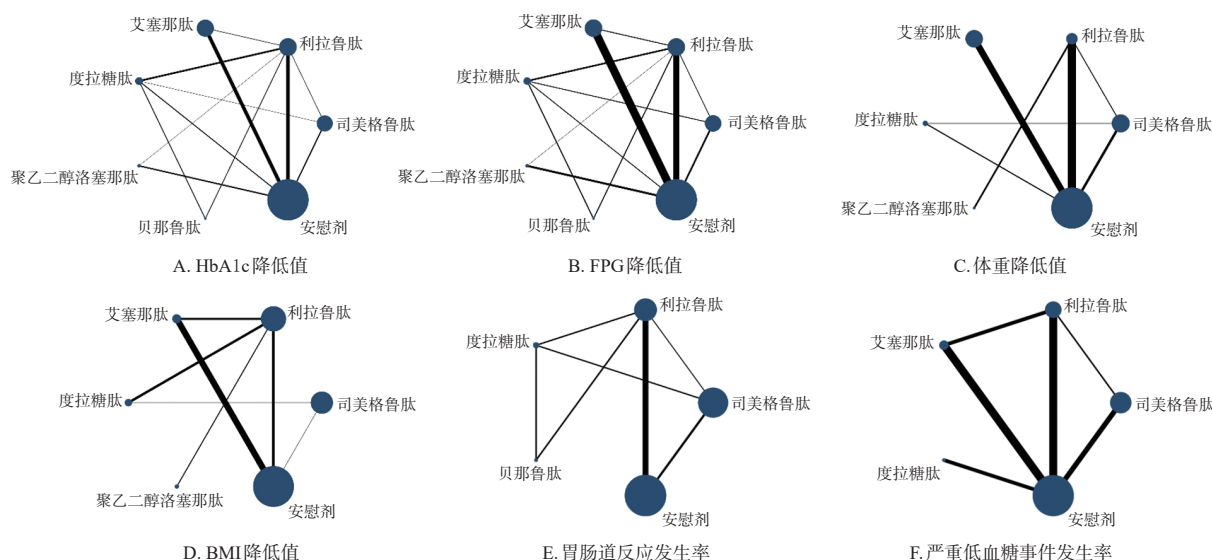 艾塞那肽
利拉鲁肽
度拉糖肽
司美格鲁肽
聚乙二醇洛塞那肽
贝那鲁肽
安慰剂
A. HbA1c降低值
艾塞那肽
利拉鲁肽
度拉糖肽
司美格鲁肽
聚乙二醇洛塞那肽
贝那鲁肽
安慰剂
B. FPG降低值
艾塞那肽
利拉鲁肽
度拉糖肽
司美格鲁肽
聚乙二醇洛塞那肽
安慰剂
C. 体重降低值
艾塞那肽
利拉鲁肽
度拉糖肽
司美格鲁肽
聚乙二醇洛塞那肽
安慰剂
D. BMI降低值
利拉鲁肽
度拉糖肽
司美格鲁肽
贝那鲁肽
安慰剂
E. 胃肠道反应发生率
利拉鲁肽
艾塞那肽
司美格鲁肽
度拉糖肽
安慰剂
F. 严重低血糖事件发生率